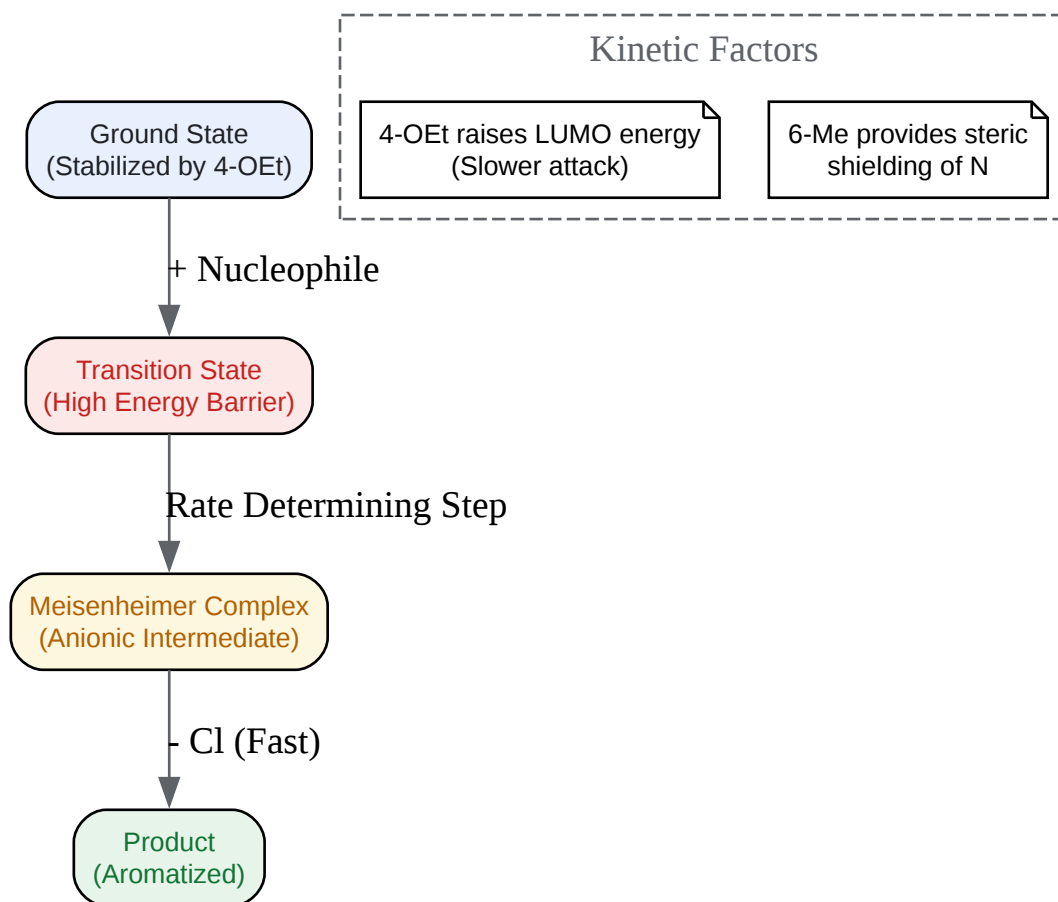 Kinetic Factors
Ground State
(Stabilized by 4-OEt)
4-OEt raises LUMO energy
(Slower attack)
6-Me provides steric
shielding of N
+ Nucleophile
Transition State
(High Energy Barrier)
Rate Determining Step
Meisenheimer Complex
(Anionic Intermediate)
- Cl (Fast)
Product
(Aromatized)